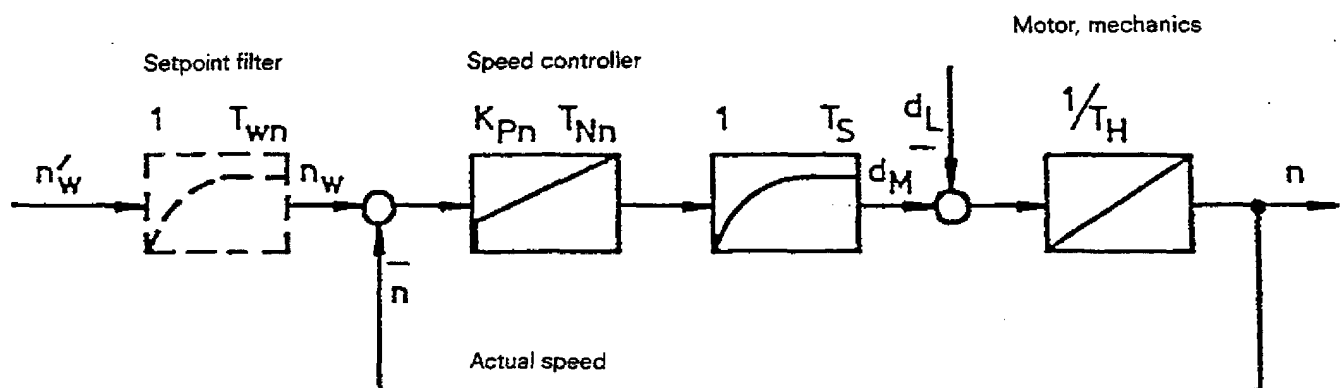 Motor, mechanics
Setpoint filter
Speed controller
1 T_wn
K_Pn T_Nn
1 T_S
d_L
−
1/T_H
n'_w
n_w
d_M
n
−
n
Actual speed